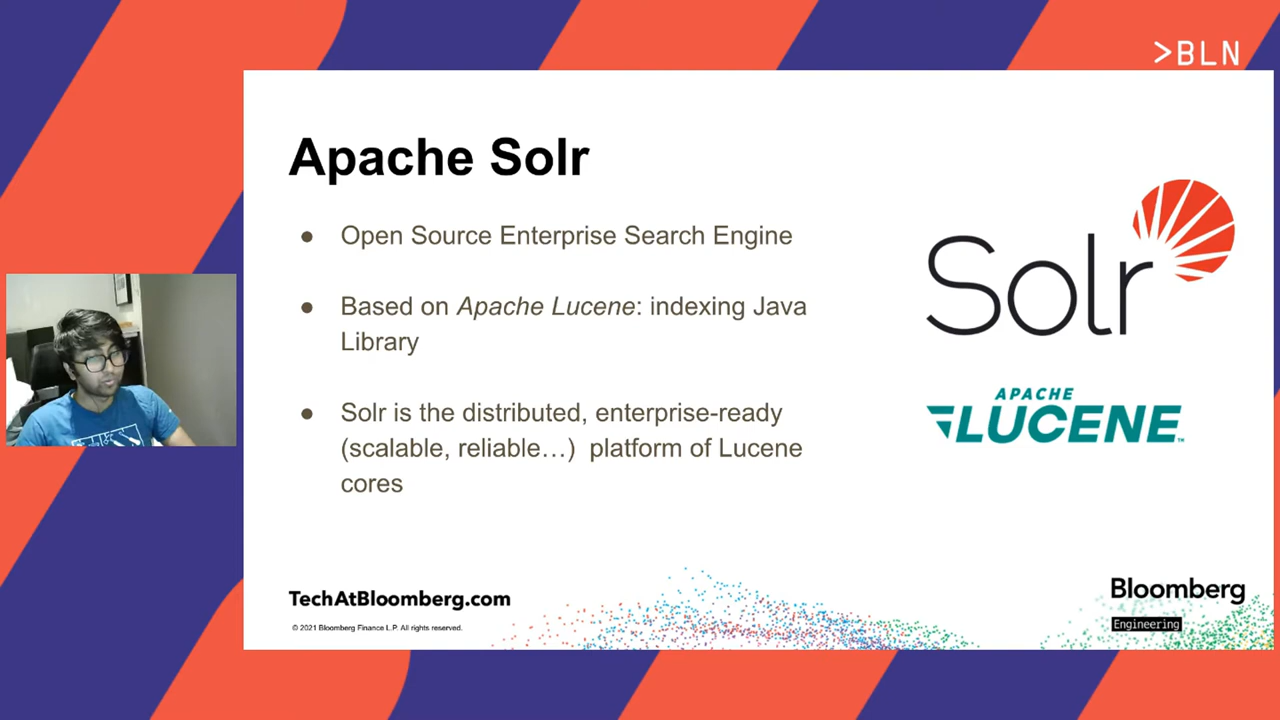 >BLN
Apache Solr
● Open Source Enterprise Search Engine
● Based on Apache Lucene: indexing Java
Library
● Solr is the distributed, enterprise-ready
(scalable, reliable…) platform of Lucene
cores
Solr
APACHE
LUCENE™
TechAtBloomberg.com
© 2021 Bloomberg Finance L.P. All rights reserved.
Bloomberg
Engineering